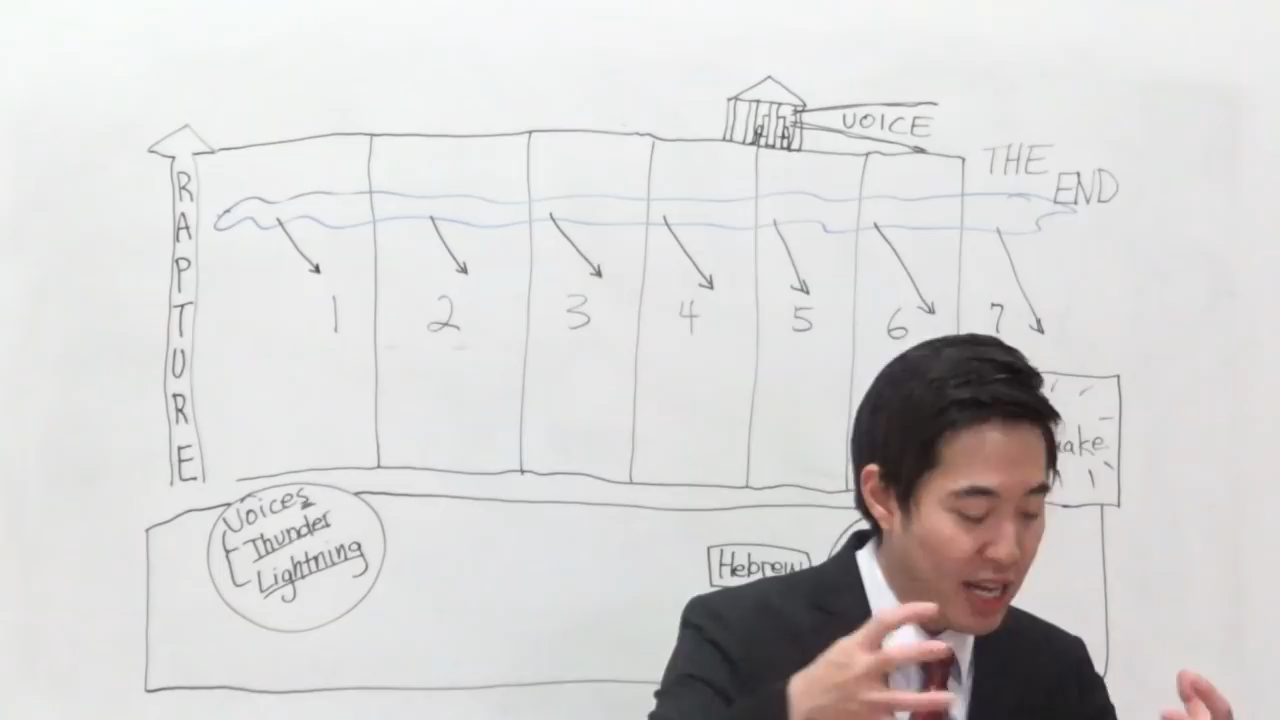 VOICE
THE
END
RAPTURE
1 2 3 4 5 6 7
Voices
Thunder
Lightning
Hebrew